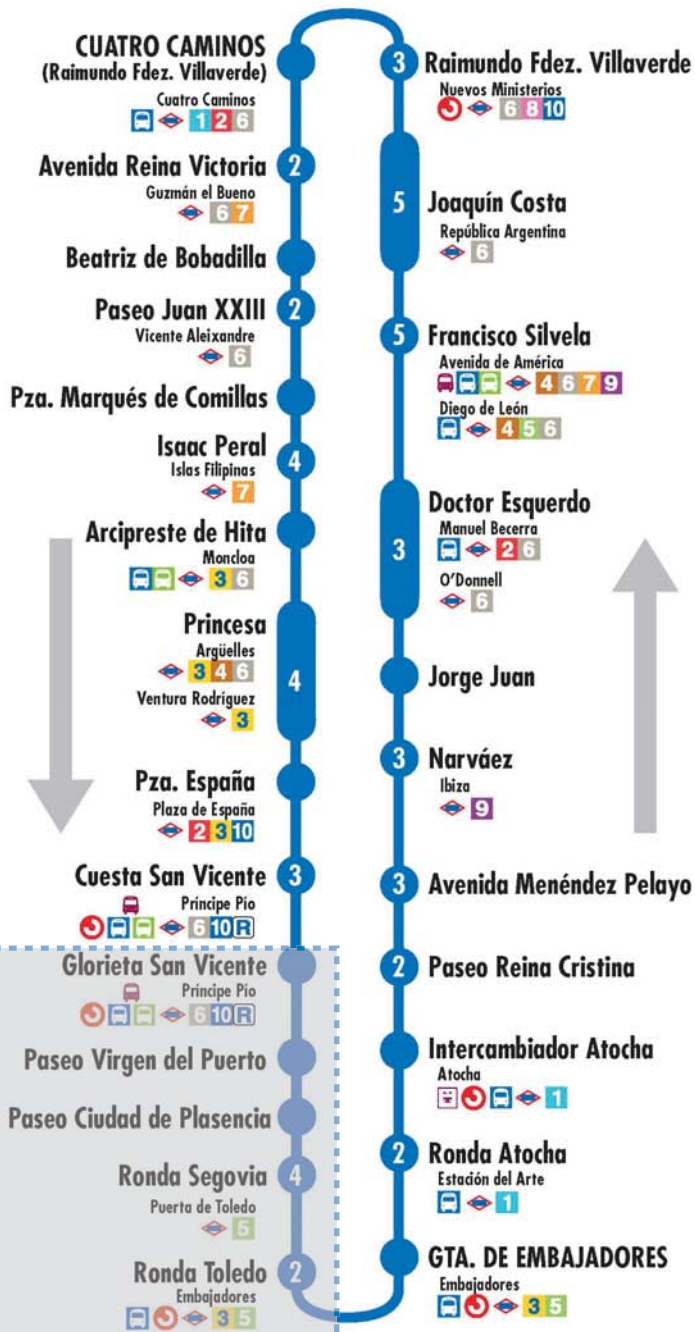 CUATRO CAMINOS
(Raimundo Fdez. Villaverde)
Cuatro Caminos
1 2 6
Avenida Reina Victoria
2
Guzmán el Bueno
6 7
Beatriz de Bobadilla
Paseo Juan XXIII
2
Vicente Aleixandre
6
Pza. Marqués de Comillas
Isaac Peral
4
Islas Filipinas
7
Arcipreste de Hita
Moncloa
3 6
Princesa
Argüelles
3 4 6
4
Ventura Rodríguez
3
Pza. España
Plaza de España
2 3 10
Cuesta San Vicente
3
Príncipe Pío
6 10 R
Glorieta San Vicente
Príncipe Pío
6 10 R
Paseo Virgen del Puerto
Paseo Ciudad de Plasencia
Ronda Segovia
4
Puerta de Toledo
5
Ronda Toledo
2
Embajadores
3 5
3
Raimundo Fdez. Villaverde
Nuevos Ministerios
6 8 10
5
Joaquín Costa
República Argentina
6
5
Francisco Silvela
Avenida de América
4 6 7 9
Diego de León
4 5 6
Doctor Esquerdo
Manuel Becerra
3
2 6
O'Donnell
6
Jorge Juan
3
Narváez
Ibiza
9
3
Avenida Menéndez Pelayo
2
Paseo Reina Cristina
Intercambiador Atocha
Atocha
1
2
Ronda Atocha
Estación del Arte
1
GTA. DE EMBAJADORES
Embajadores
3 5